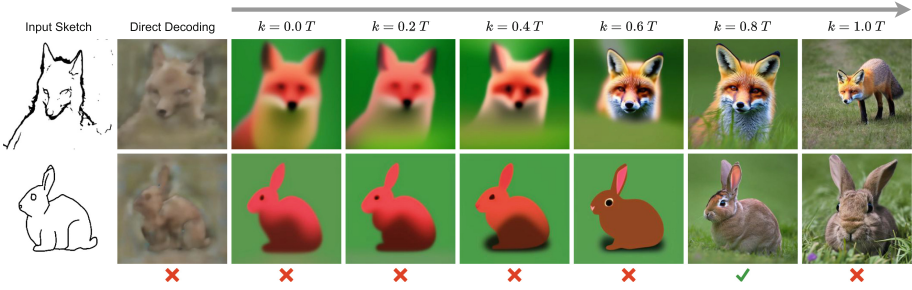 Input Sketch Direct Decoding k = 0.0 T k = 0.2 T k = 0.4 T k = 0.6 T k = 0.8 T k = 1.0 T